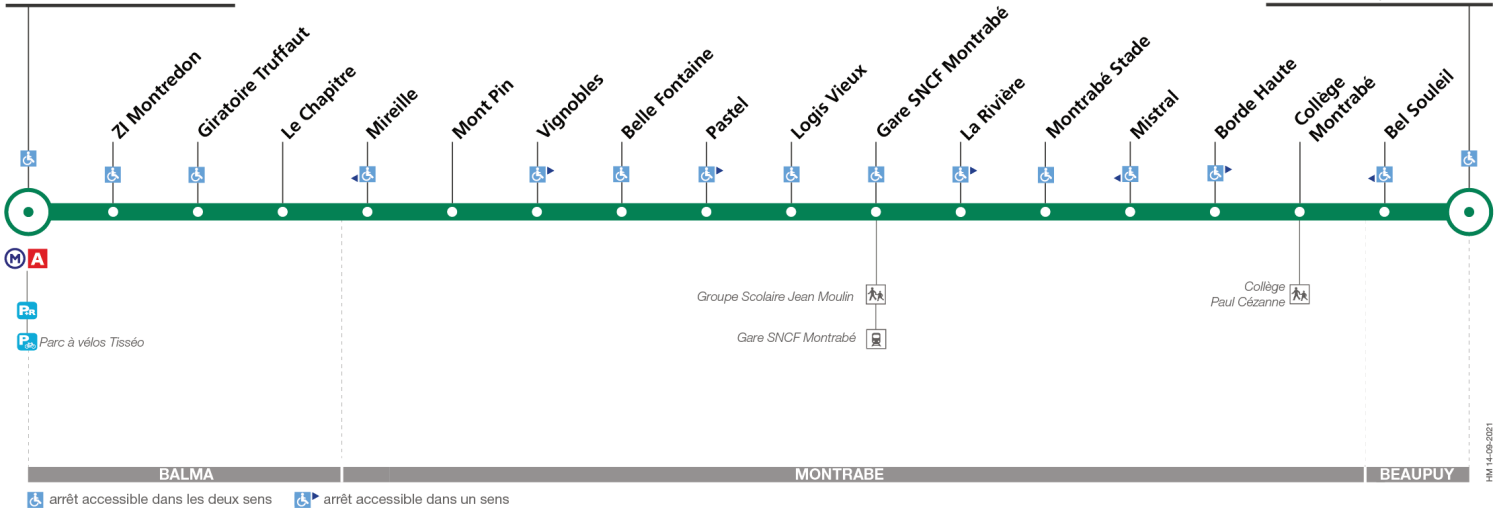 ZI Montredon
Giratoire Truffaut
Le Chapitre
Mireille
Mont Pin
Vignobles
Belle Fontaine
Pastel
Logis Vieux
Gare SNCF Montrabé
La Rivière
Montrabé Stade
Mistral
Borde Haute
Collège
Montrabé
Bel Souleil
M A
PR
P Parc à vélos Tisséo
Groupe Scolaire Jean Moulin
Gare SNCF Montrabé
Collège
Paul Cézanne
BALMA
MONTRABE
BEAUPUY
HM 14-09-2021
arrêt accessible dans les deux sens
arrêt accessible dans un sens